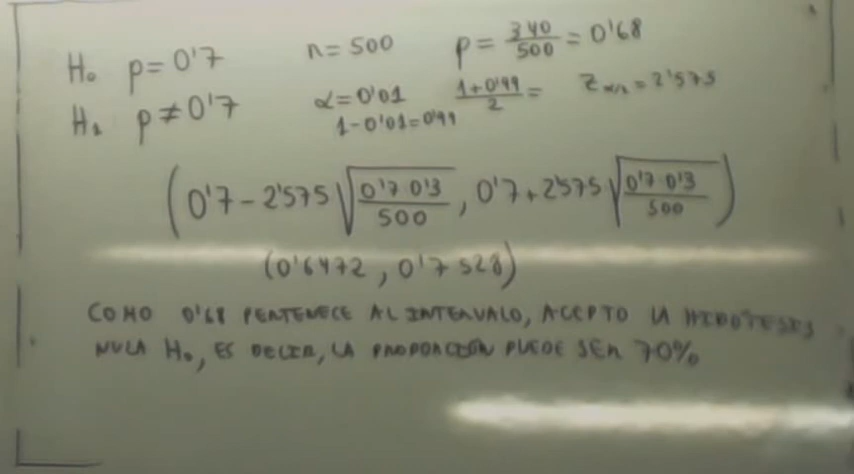 H₀ p = 0'7 n = 500 p = 340/500 = 0'68
H₁ p ≠ 0'7 α = 0'01 (1+0'99)/2 = Z α/2 = 2'575
1-0'01=0'99
(0'7 - 2'575 √(0'7·0'3/500) , 0'7 + 2'575 √(0'7·0'3/500))
(0'6472 , 0'7528)
COMO 0'68 PERTENECE AL INTERVALO, ACEPTO LA HIPÓTESIS
NULA H₀, ES DECIR, LA PROPORCIÓN PUEDE SER 70%